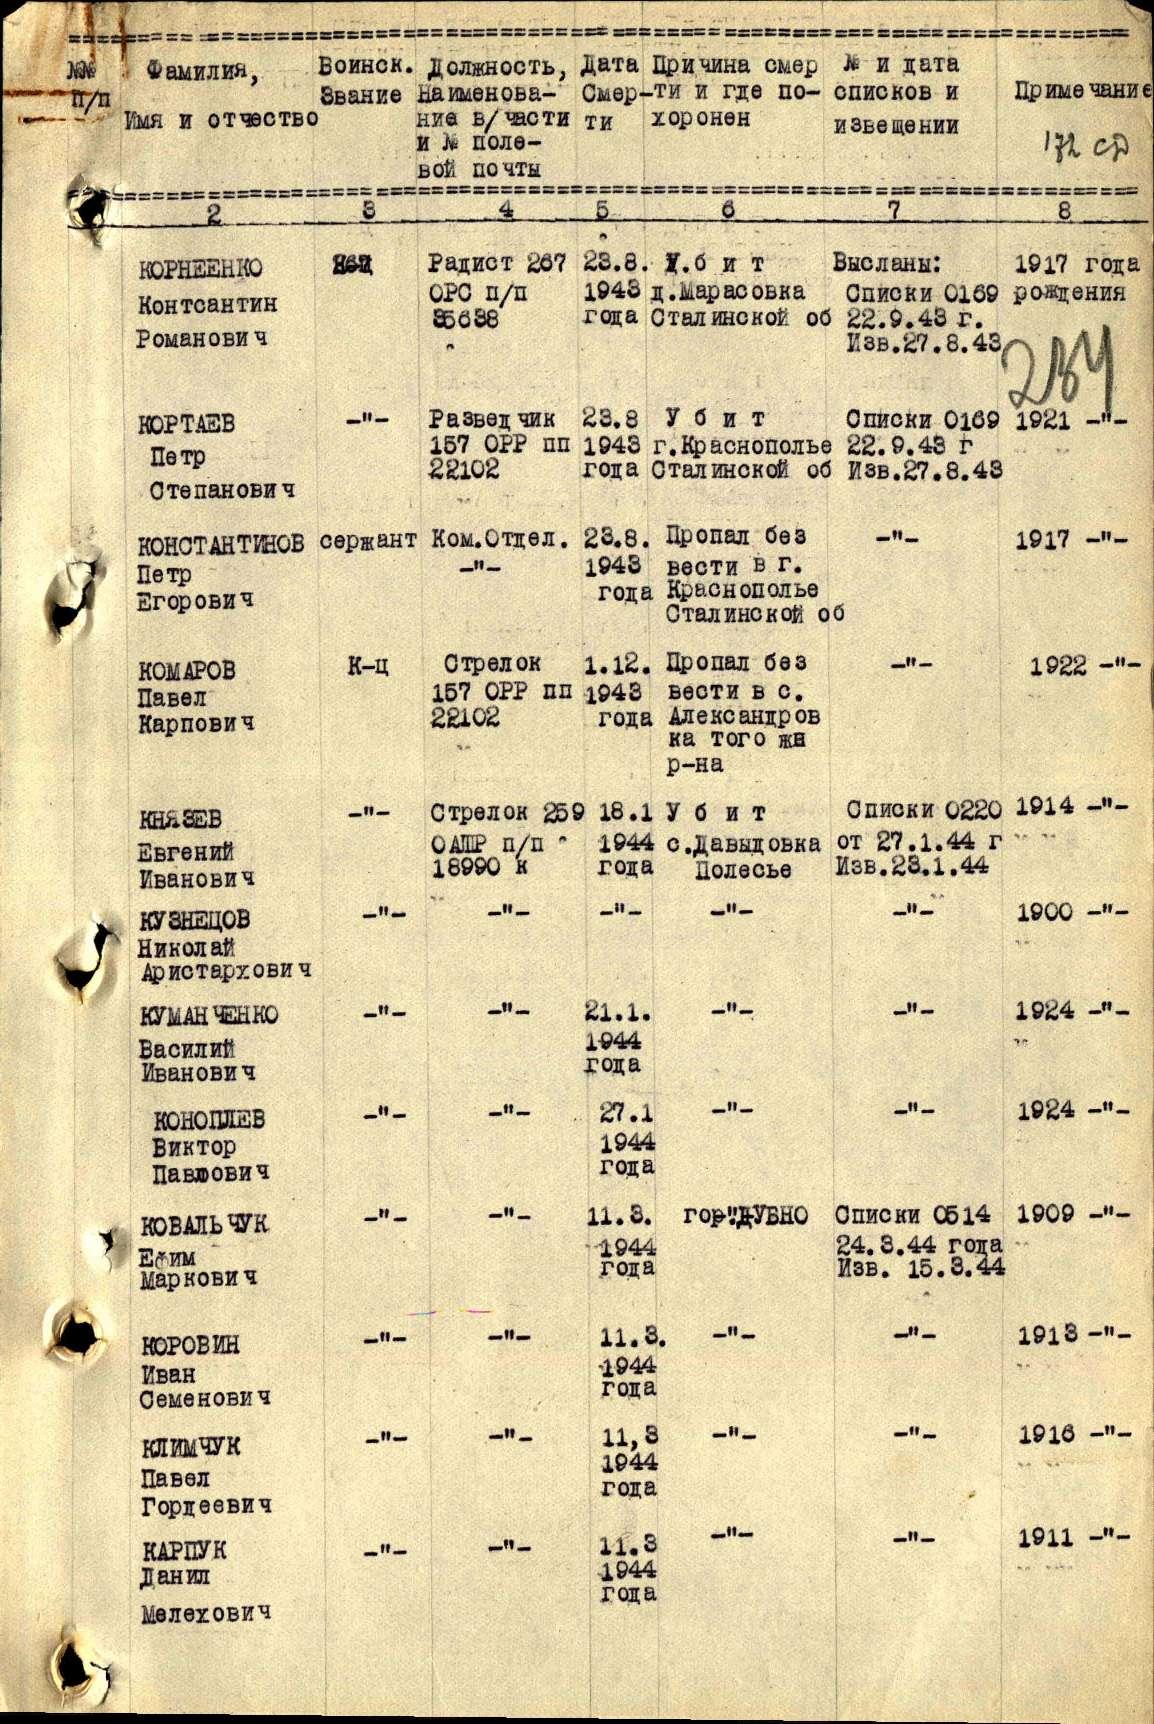 №№ Фамилия, Воинск. Должность, Дата Причина смер № и дата
п/п Имя и отчество Звание Наименова- Смер- ти и где по- списков и Примечание
ние в/части ти хоронен извещении
и № поле- 172 сд
вой почты
2 3 4 5 6 7 8
КОРНЕЕНКО Радист 267 23.8. У.б и т Высланы: 1917 года
Контсантин ОРС п/п 1943 д.Марасовка Списки 0169 рождения
Романович 35638 года Сталинской об 22.9.43 г.
Изв.27.8.43
284
КОРТАЕВ -"- Разведчик 23.8 У б и т Списки 0169 1921 -"-
Петр 157 ОРР пп 1943 г.Краснополье 22.9.43 г
Степанович 22102 года Сталинской об Изв.27.8.43
КОНСТАНТИНОВ сержант Ком.Отдел. 23.8. Пропал без -"- 1917 -"-
Петр -"- 1943 вести в г.
Егорович года Краснополье
Сталинской об
КОМАРОВ К-ц Стрелок 1.12. Пропал без -"- 1922 -"-
Павел 157 ОРР пп 1943 вести в с.
Карпович 22102 года Александров
ка того же
р-на
КНЯЗЕВ -"- Стрелок 259 18.1 У б и т Списки 0220 1914 -"-
Евгений ОАПР п/п 1944 с.Давыдовка от 27.1.44 г
Иванович 18990 к года Полесье Изв.23.1.44
КУЗНЕЦОВ -"- -"- -"- -"- -"- 1900 -"-
Николай
Аристархович
КУМАНЧЕНКО -"- -"- 21.1. -"- -"- 1924 -"-
Василий 1944
Иванович года
КОНОПЛЕВ -"- -"- 27.1 -"- -"- 1924 -"-
Виктор 1944
Павлович года
КОВАЛЬЧУК -"- -"- 11.3. гор.ДУБНО Списки 0514 1909 -"-
Ефим 1944 24.3.44 года
Маркович года Изв. 15.3.44
КОРОВИН -"- -"- 11.3. -"- -"- 1913 -"-
Иван 1944
Семенович года
КЛИМЧУК -"- -"- 11,3 -"- -"- 1916 -"-
Павел 1944
Гордеевич года
КАРПУК -"- -"- 11.3 -"- -"- 1911 -"-
Данил 1944
Мелехович года